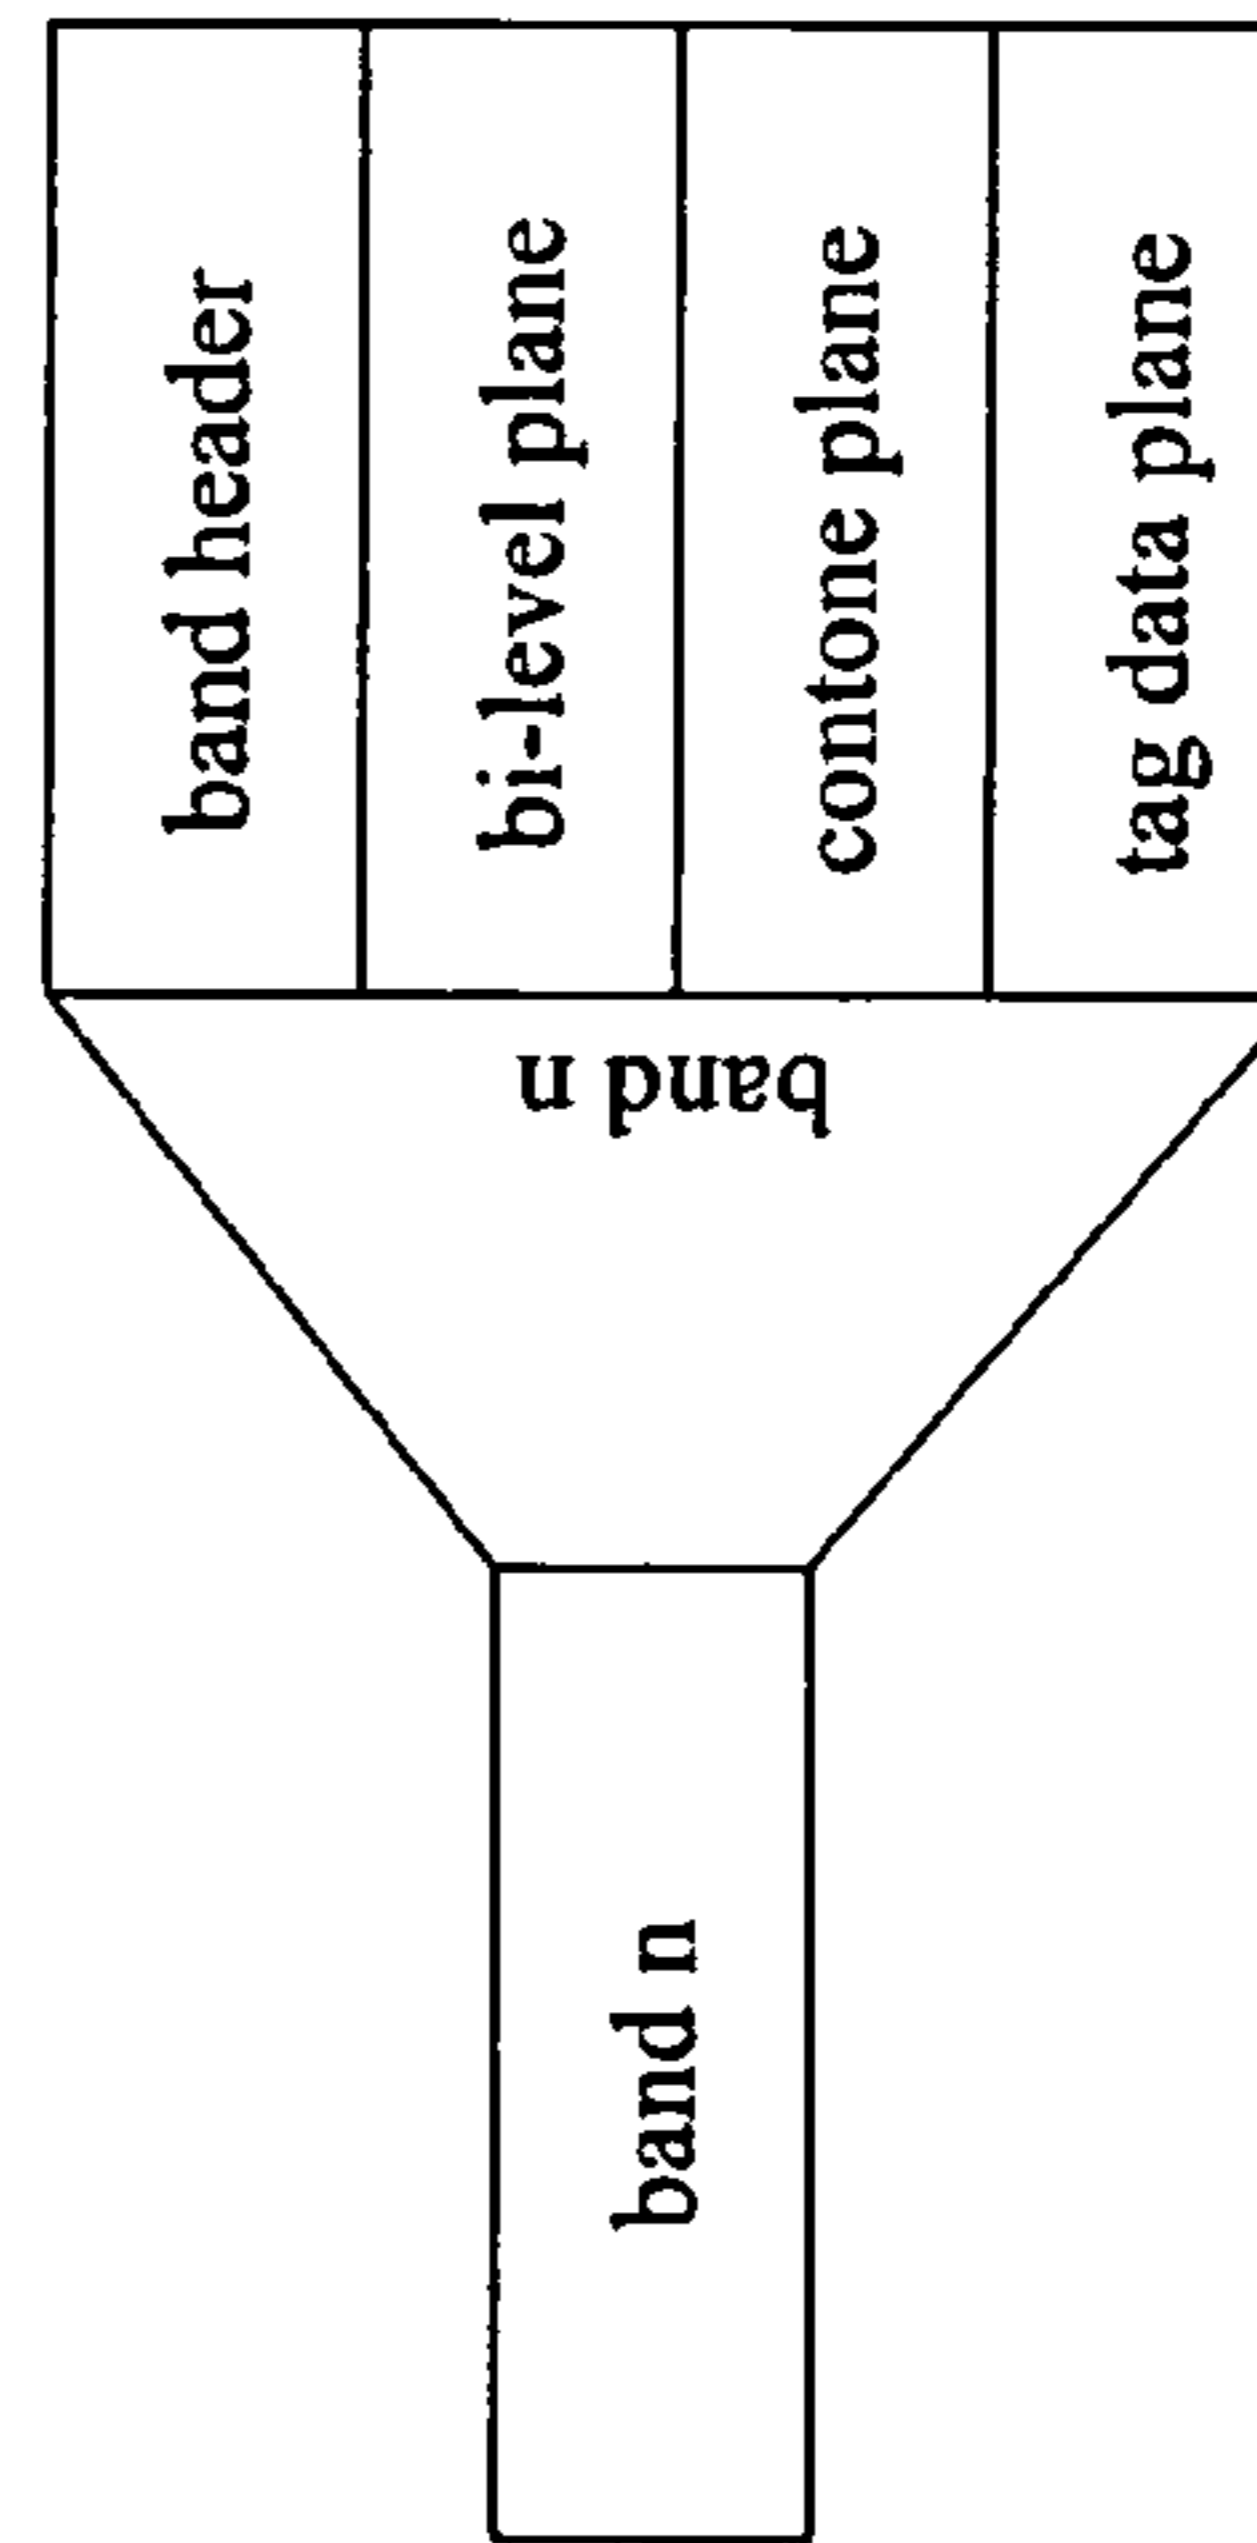 band header
bi-level plane
contone plane
tag data plane
band n
band n